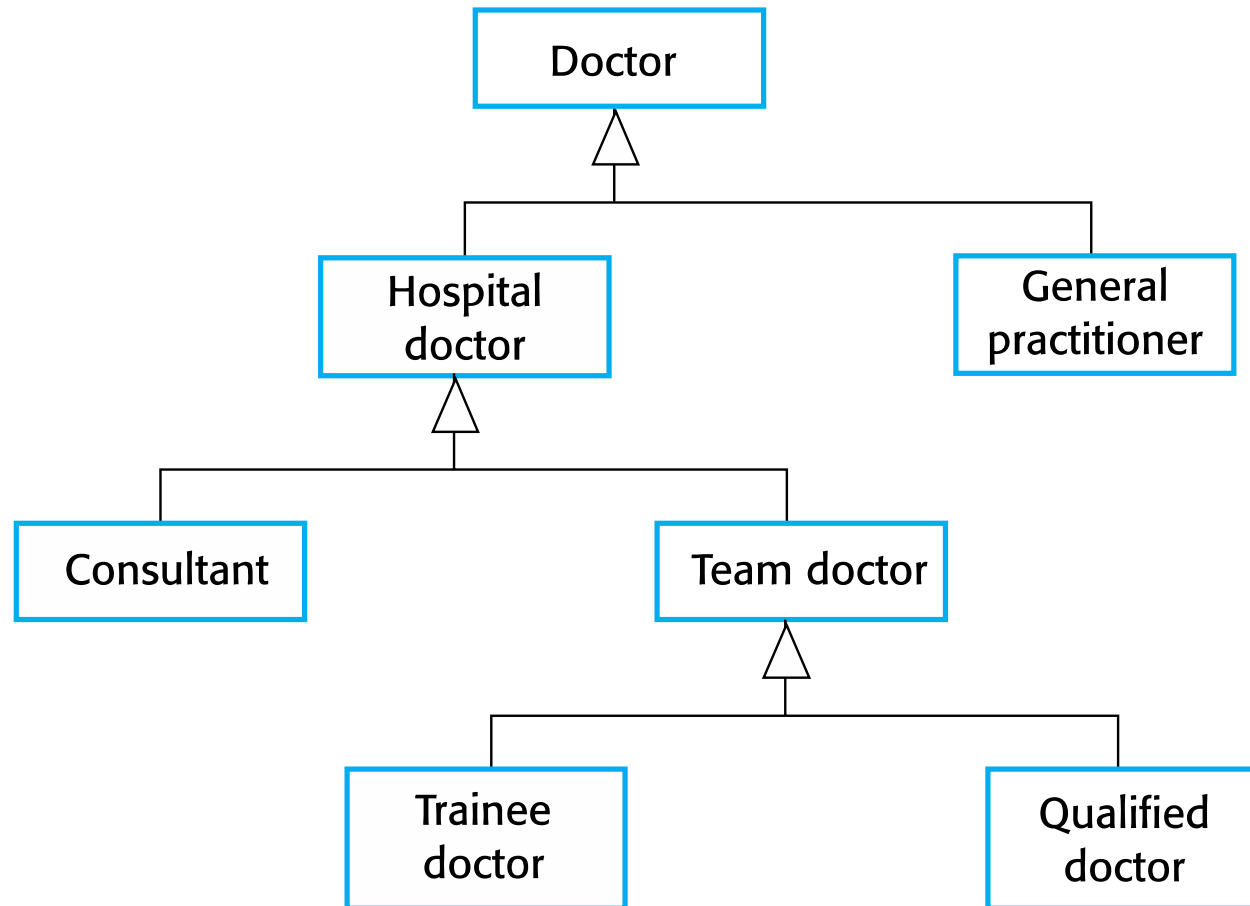 Doctor
Hospital
doctor
General
practitioner
Consultant
Team doctor
Trainee
doctor
Qualified
doctor